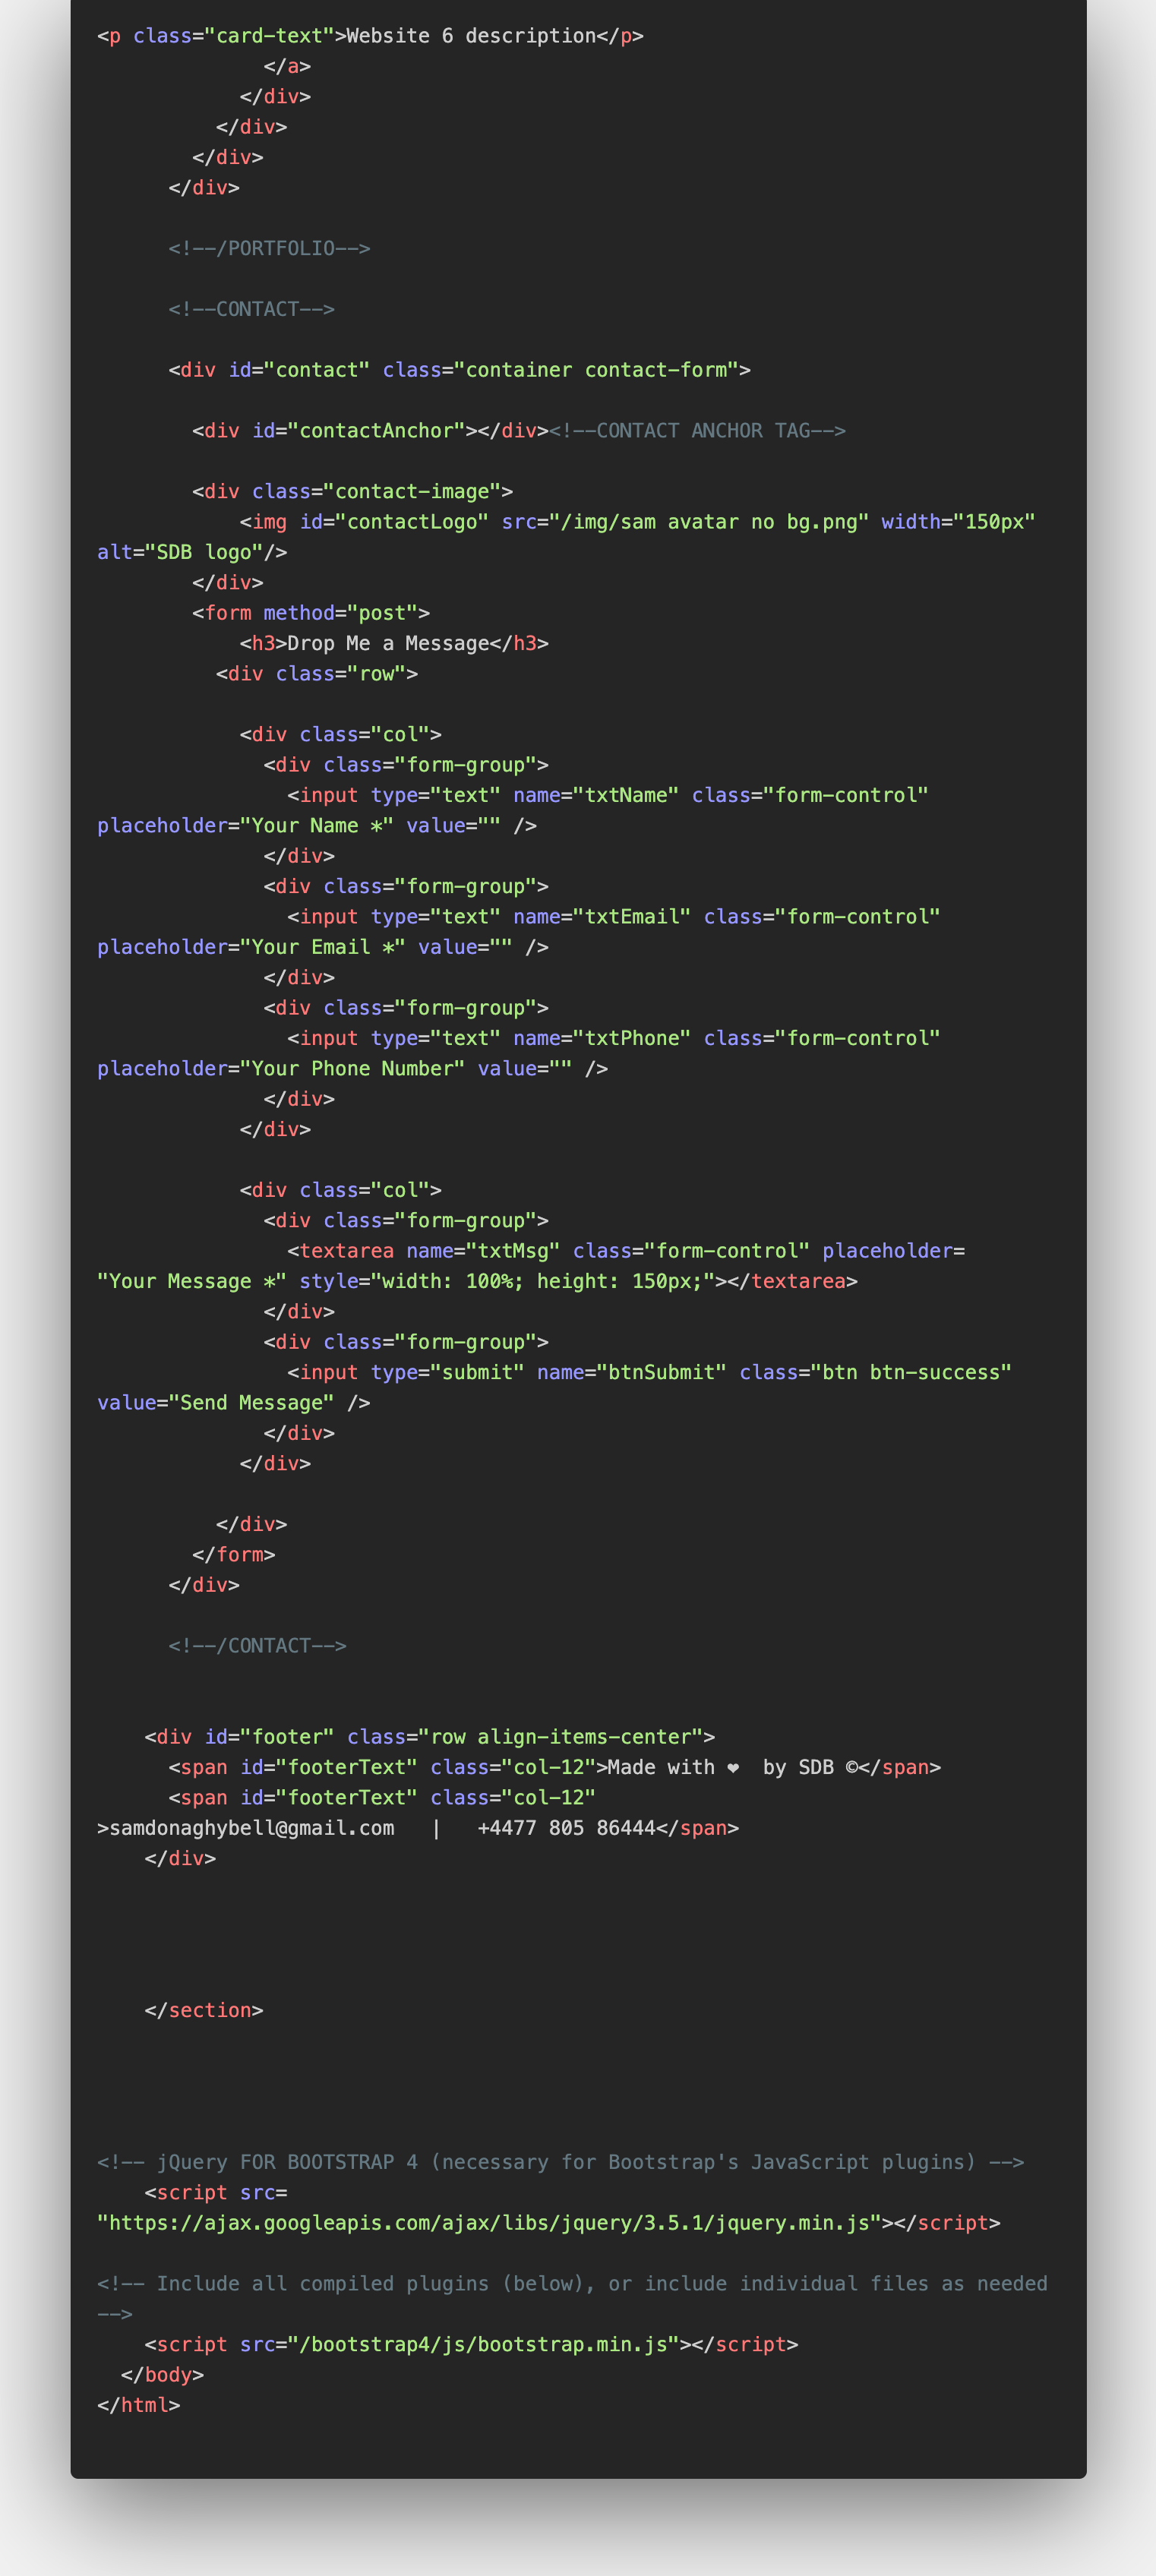 <p class="card-text">Website 6 description</p>
              </a>
            </div>
          </div>
        </div>
      </div>

      <!--/PORTFOLIO-->

      <!--CONTACT-->

      <div id="contact" class="container contact-form">

        <div id="contactAnchor"></div><!--CONTACT ANCHOR TAG-->

        <div class="contact-image">
            <img id="contactLogo" src="/img/sam avatar no bg.png" width="150px"
alt="SDB logo"/>
        </div>
        <form method="post">
            <h3>Drop Me a Message</h3>
          <div class="row">

            <div class="col">
              <div class="form-group">
                <input type="text" name="txtName" class="form-control"
placeholder="Your Name *" value="" />
              </div>
              <div class="form-group">
                <input type="text" name="txtEmail" class="form-control"
placeholder="Your Email *" value="" />
              </div>
              <div class="form-group">
                <input type="text" name="txtPhone" class="form-control"
placeholder="Your Phone Number" value="" />
              </div>
            </div>

            <div class="col">
              <div class="form-group">
                <textarea name="txtMsg" class="form-control" placeholder=
"Your Message *" style="width: 100%; height: 150px;"></textarea>
              </div>
              <div class="form-group">
                <input type="submit" name="btnSubmit" class="btn btn-success"
value="Send Message" />
              </div>
            </div>

          </div>
        </form>
      </div>

      <!--/CONTACT-->

    <div id="footer" class="row align-items-center">
      <span id="footerText" class="col-12">Made with ❤  by SDB ©</span>
      <span id="footerText" class="col-12"
>samdonaghybell@gmail.com   |   +4477 805 86444</span>
    </div>

    </section>

<!-- jQuery FOR BOOTSTRAP 4 (necessary for Bootstrap's JavaScript plugins) -->
    <script src=
"https://ajax.googleapis.com/ajax/libs/jquery/3.5.1/jquery.min.js"></script>

<!-- Include all compiled plugins (below), or include individual files as needed
-->
    <script src="/bootstrap4/js/bootstrap.min.js"></script>
  </body>
</html>